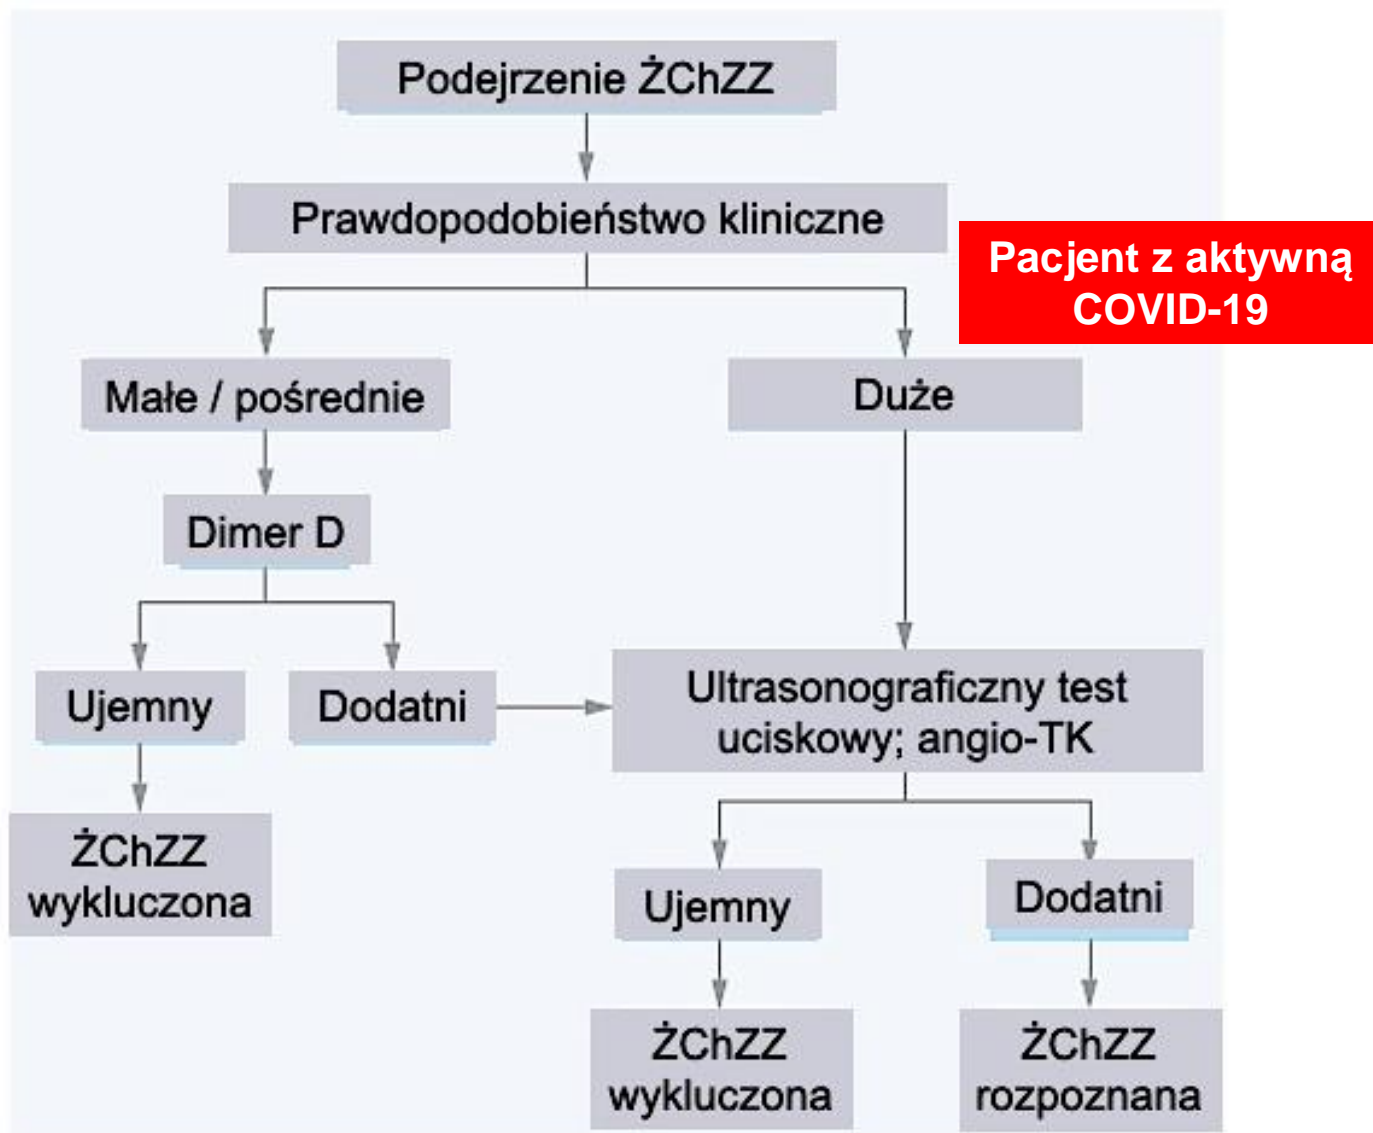 Podejrzenie ŻChZZ
Prawdopodobieństwo kliniczne
Pacjent z aktywną
COVID-19
Małe / pośrednie
Duże
Dimer D
Ujemny
Dodatni
Ultrasonograficzny test
uciskowy; angio-TK
ŻChZZ
wykluczona
Ujemny
Dodatni
ŻChZZ
wykluczona
ŻChZZ
rozpoznana